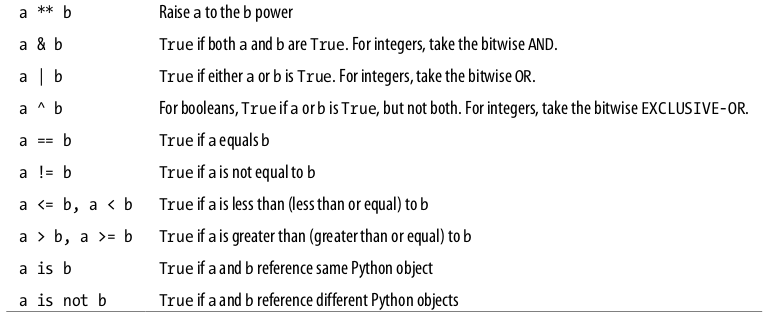 a ** b Raise a to the b power
a & b True if both a and b are True. For integers, take the bitwise AND.
a | b True if either a or b is True. For integers, take the bitwise OR.
a ^ b For booleans, True if a or b is True, but not both. For integers, take the bitwise EXCLUSIVE-OR.
a == b True if a equals b
a != b True if a is not equal to b
a <= b, a < b True if a is less than (less than or equal) to b
a > b, a >= b True if a is greater than (greater than or equal) to b
a is b True if a and b reference same Python object
a is not b True if a and b reference different Python objects